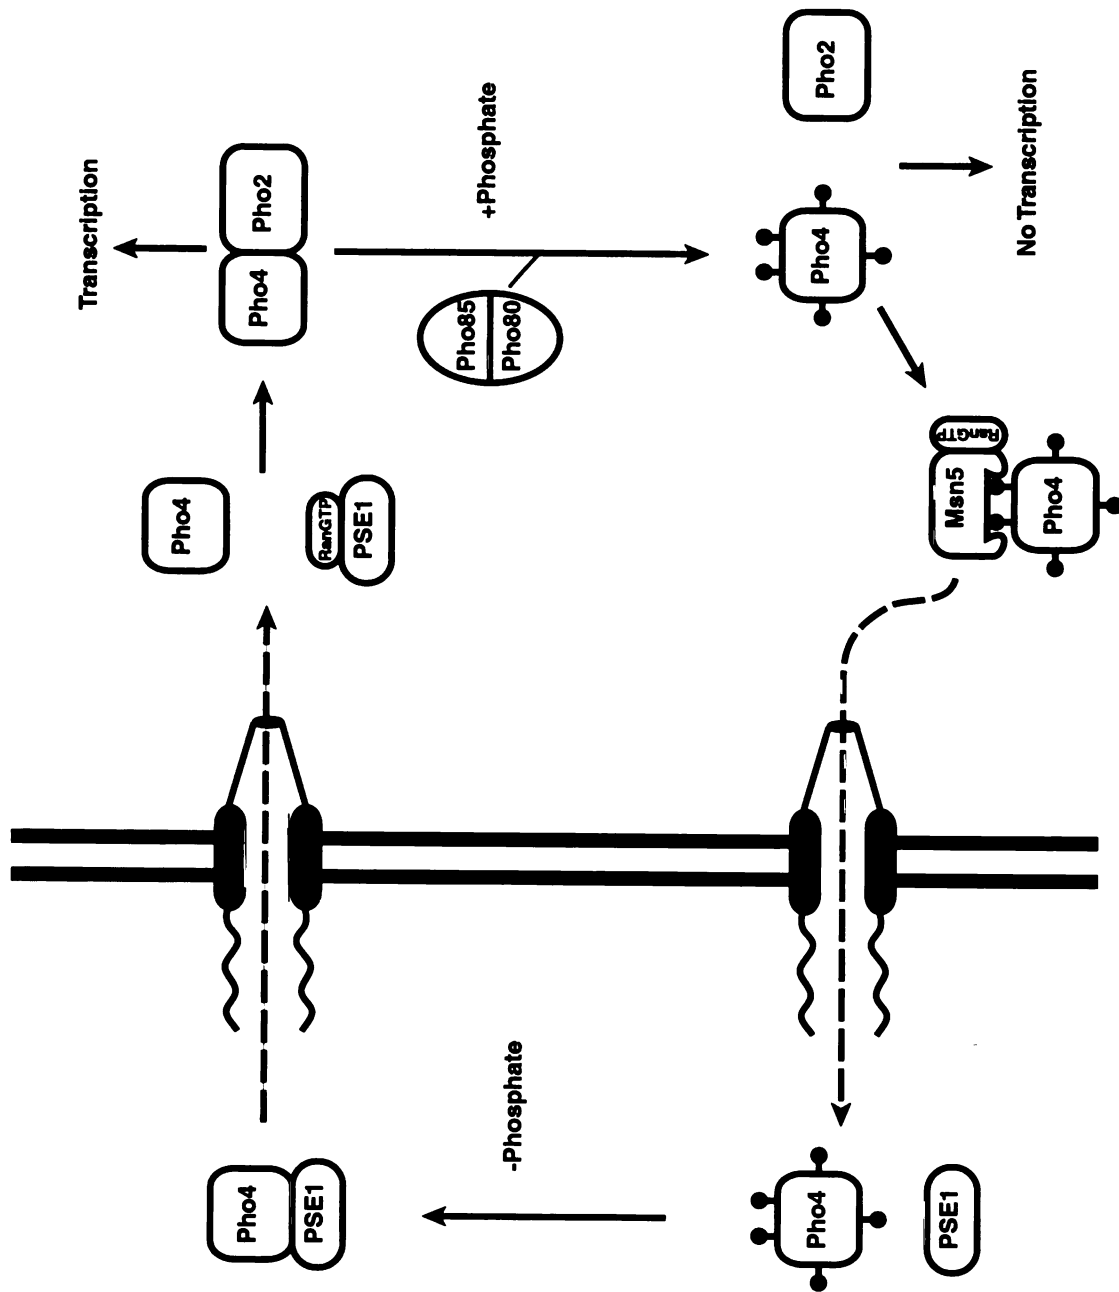 Transcription
Pho4
Pho4
PSE1
RanGTP
PSE1
Pho4
Pho2
-Phosphate
Pho85
Pho80
+Phosphate
Pho4
PSE1
Pho4
Pho2
Msn5
RanGTP
Pho4
No Transcription